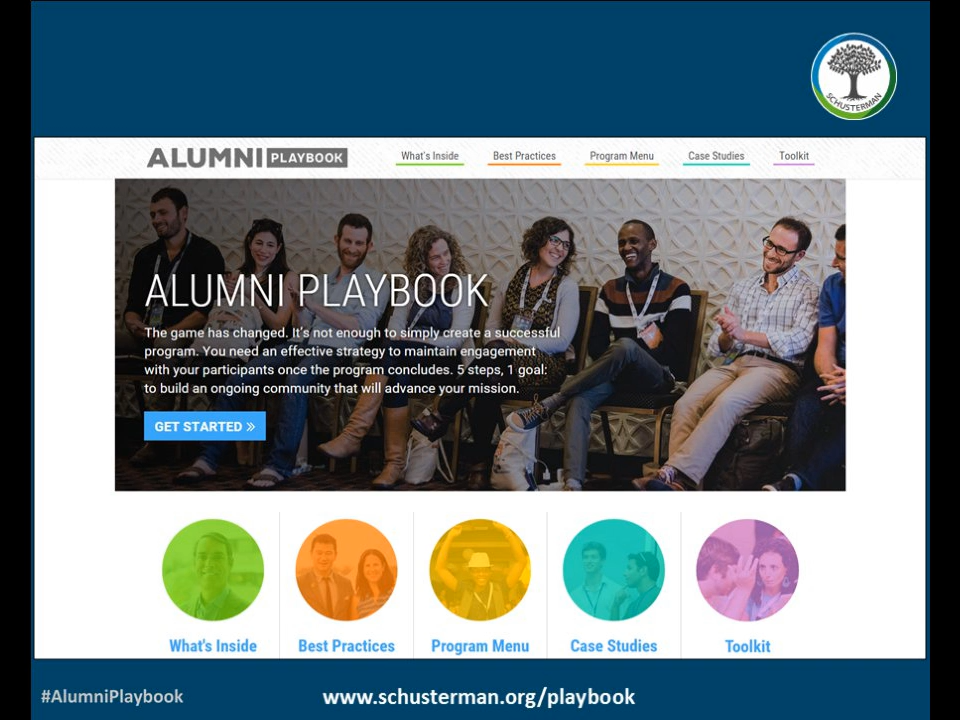 SCHUSTERMAN
ALUMNI PLAYBOOK
What's Inside
Best Practices
Program Menu
Case Studies
Toolkit
ALUMNI PLAYBOOK
The game has changed. It's not enough to simply create a successful
program. You need an effective strategy to maintain engagement
with your participants once the program concludes. 5 steps, 1 goal:
to build an ongoing community that will advance your mission.
GET STARTED »
What's Inside
Best Practices
Program Menu
Case Studies
Toolkit
#AlumniPlaybook
www.schusterman.org/playbook